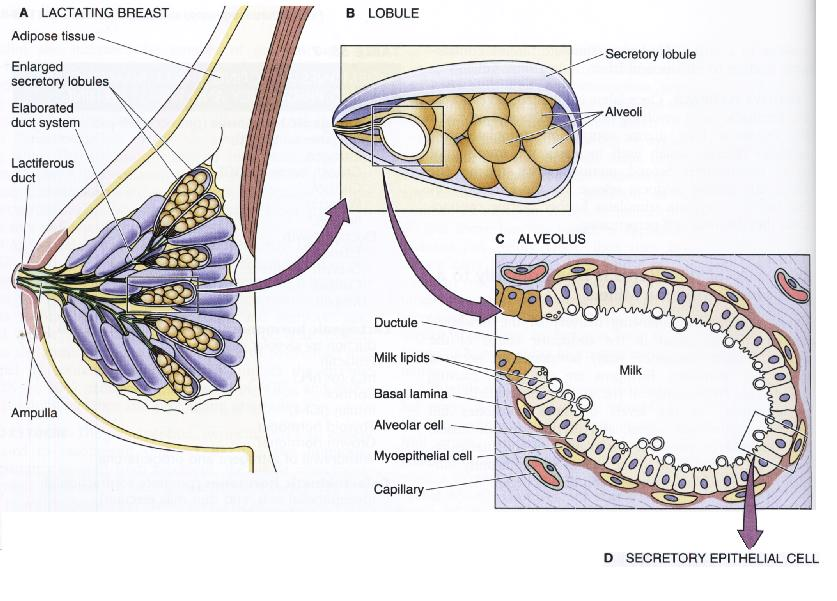 A LACTATING BREAST
Adipose tissue
Enlarged
secretory lobules
Elaborated
duct system
Lactiferous
duct
Ampulla
B LOBULE
Secretory lobule
Alveoli
C ALVEOLUS
Ductule
Milk lipids
Milk
Basal lamina
Alveolar cell
Myoepithelial cell
Capillary
D SECRETORY EPITHELIAL CELL